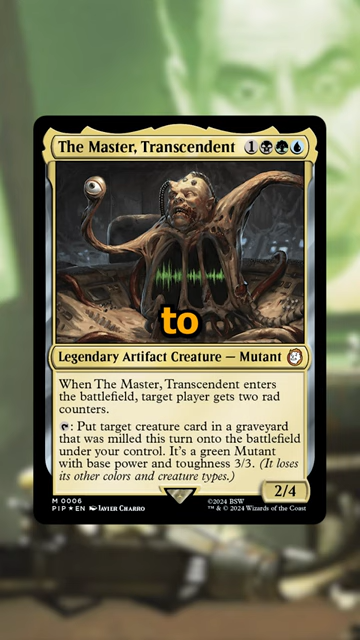 The Master, Transcendent 1
to
Legendary Artifact Creature — Mutant
When The Master, Transcendent enters
the battlefield, target player gets two rad
counters.
: Put target creature card in a graveyard
that was milled this turn onto the battlefield
under your control. It's a green Mutant
with base power and toughness 3/3. (It loses
its other colors and creature types.)
2/4
M 0006
PIP ★ EN Javier Charro
©2024 BSW
™ & © 2024 Wizards of the Coast